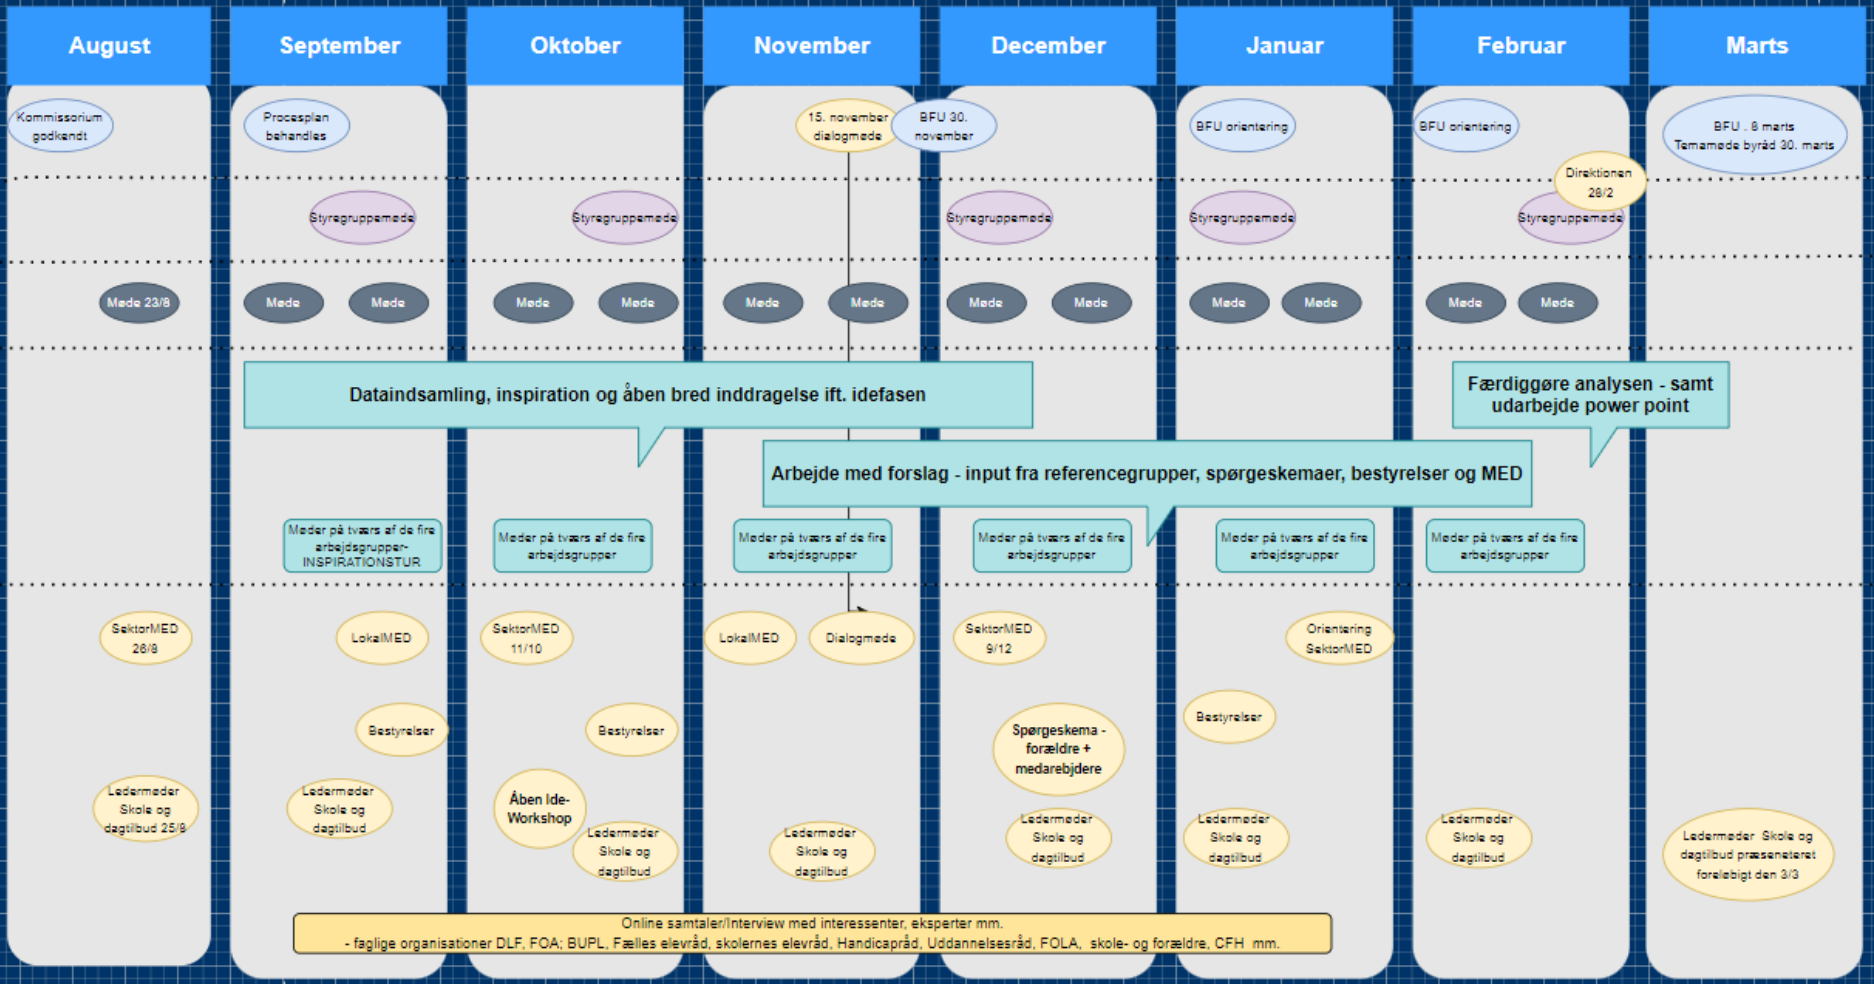 August
September
Oktober
November
December
Januar
Februar
Marts
Kommissorium
godkendt
Procesplan
behandles
15. november
dialogmøde
BFU 30.
november
BFU orientering
BFU orientering
BFU . 8 marts
Temamøde byråd 30. marts
Direktionen
28/2
Styregruppemøde
Styregruppemøde
Styregruppemøde
Styregruppemøde
Styregruppemøde
Møde 23/8
Møde
Møde
Møde
Møde
Møde
Møde
Møde
Møde
Møde
Møde
Møde
Møde
Dataindsamling, inspiration og åben bred inddragelse ift. idefasen
Færdiggøre analysen - samt
udarbejde power point
Arbejde med forslag - input fra referencegrupper, spørgeskemaer, bestyrelser og MED
Møder på tværs af de fire
arbejdsgrupper-
INSPIRATIONSTUR
Møder på tværs af de fire
arbejdsgrupper
Møder på tværs af de fire
arbejdsgrupper
Møder på tværs af de fire
arbejdsgrupper
Møder på tværs af de fire
arbejdsgrupper
Møder på tværs af de fire
arbejdsgrupper
SektorMED
26/8
LokalMED
SektorMED
11/10
LokalMED
Dialogmøde
SektorMED
9/12
Orientering
SektorMED
Bestyrelser
Bestyrelser
Spørgeskema -
forældre +
medarebjdere
Bestyrelser
Ledermøder
Skole og
dagtilbud 25/8
Ledermøder
Skole og
dagtilbud
Åben Ide-
Workshop
Ledermøder
Skole og
dagtilbud
Ledermøder
Skole og
dagtilbud
Ledermøder
Skole og
dagtilbud
Ledermøder
Skole og
dagtilbud
Ledermøder
Skole og
dagtilbud
Ledermøder Skole og
dagtilbud præseneteret
foreløbigt den 3/3
Online samtaler/Interview med interessenter, eksperter mm.
- faglige organisationer DLF, FOA; BUPL, Fælles elevråd, skolernes elevråd, Handicapråd, Uddannelsesråd, FOLA, skole- og forældre, CFH mm.